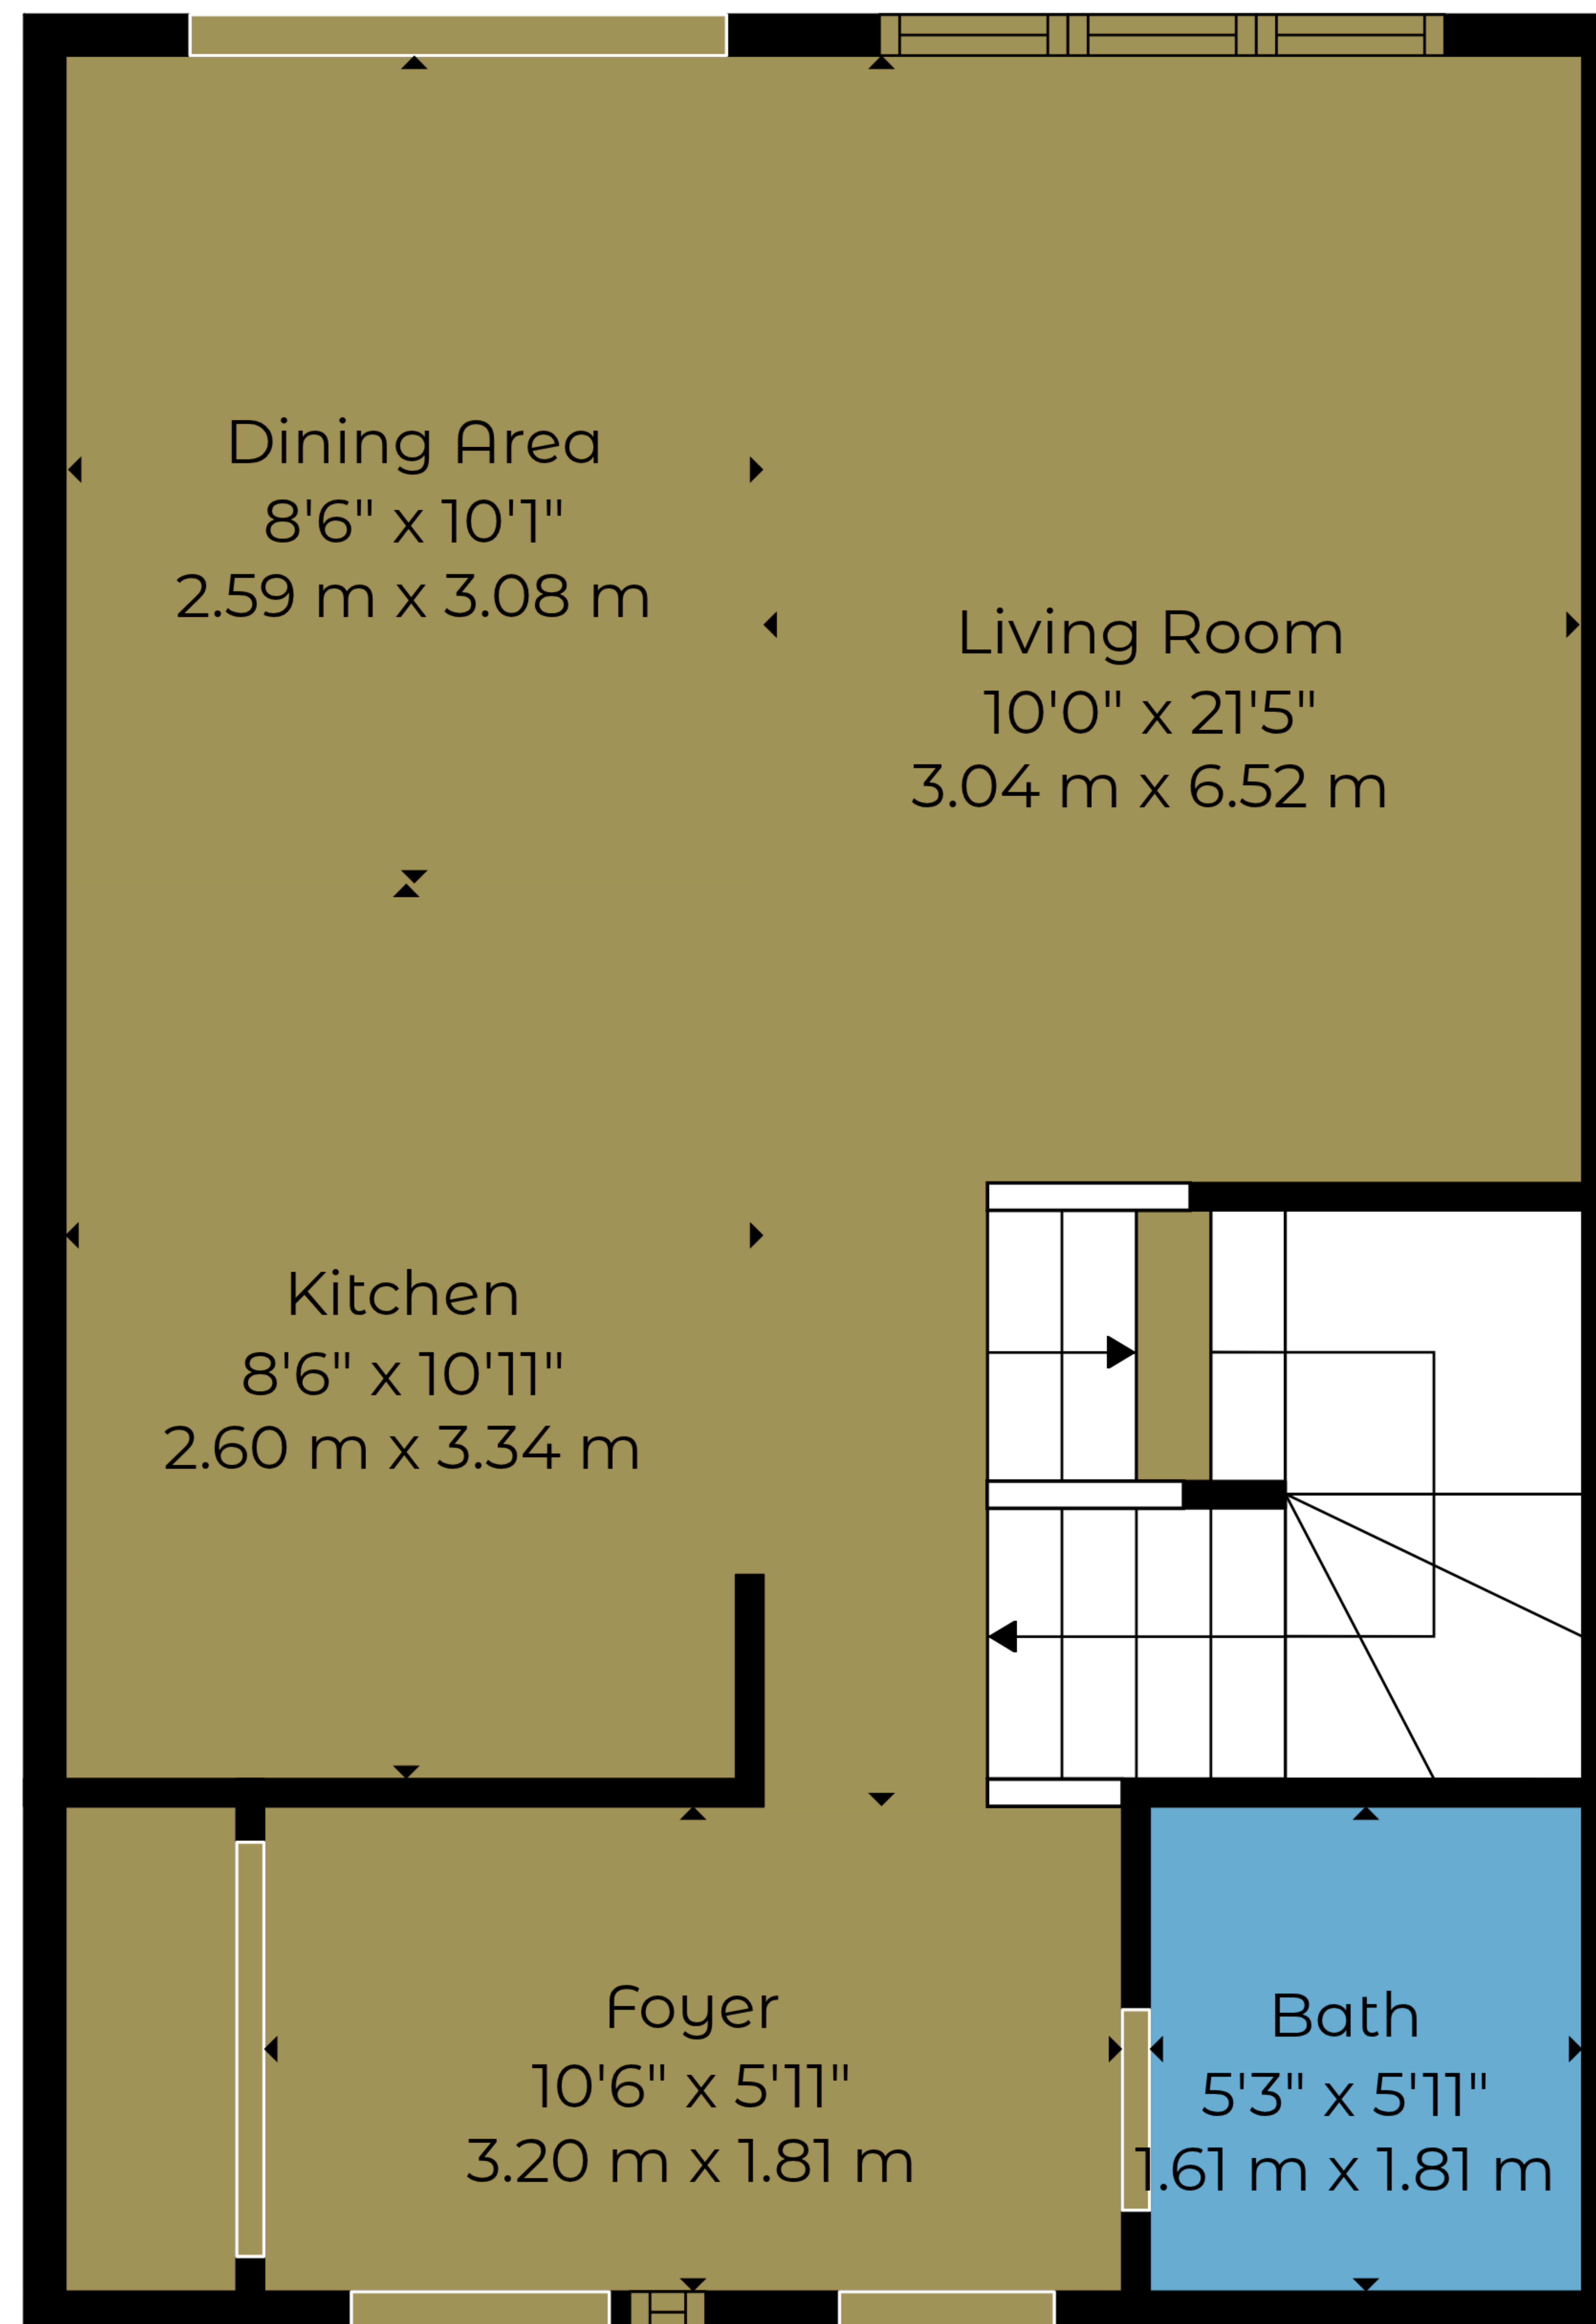 Dining Area
8'6" x 10'1"
2.59 m x 3.08 m
Living Room
10'0" x 21'5"
3.04 m x 6.52 m
Kitchen
8'6" x 10'11"
2.60 m x 3.34 m
Foyer
10'6" x 5'11"
3.20 m x 1.81 m
Bath
5'3" x 5'11"
1.61 m x 1.81 m